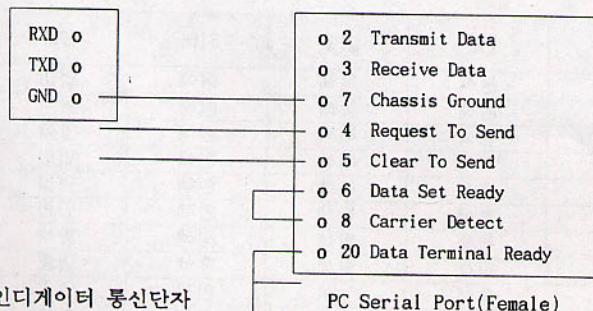 RXD o
TXD o
GND o
o 2 Transmit Data
o 3 Receive Data
o 7 Chassis Ground
o 4 Request To Send
o 5 Clear To Send
o 6 Data Set Ready
o 8 Carrier Detect
o 20 Data Terminal Ready
인디게이터 통신단자
PC Serial Port(Female)